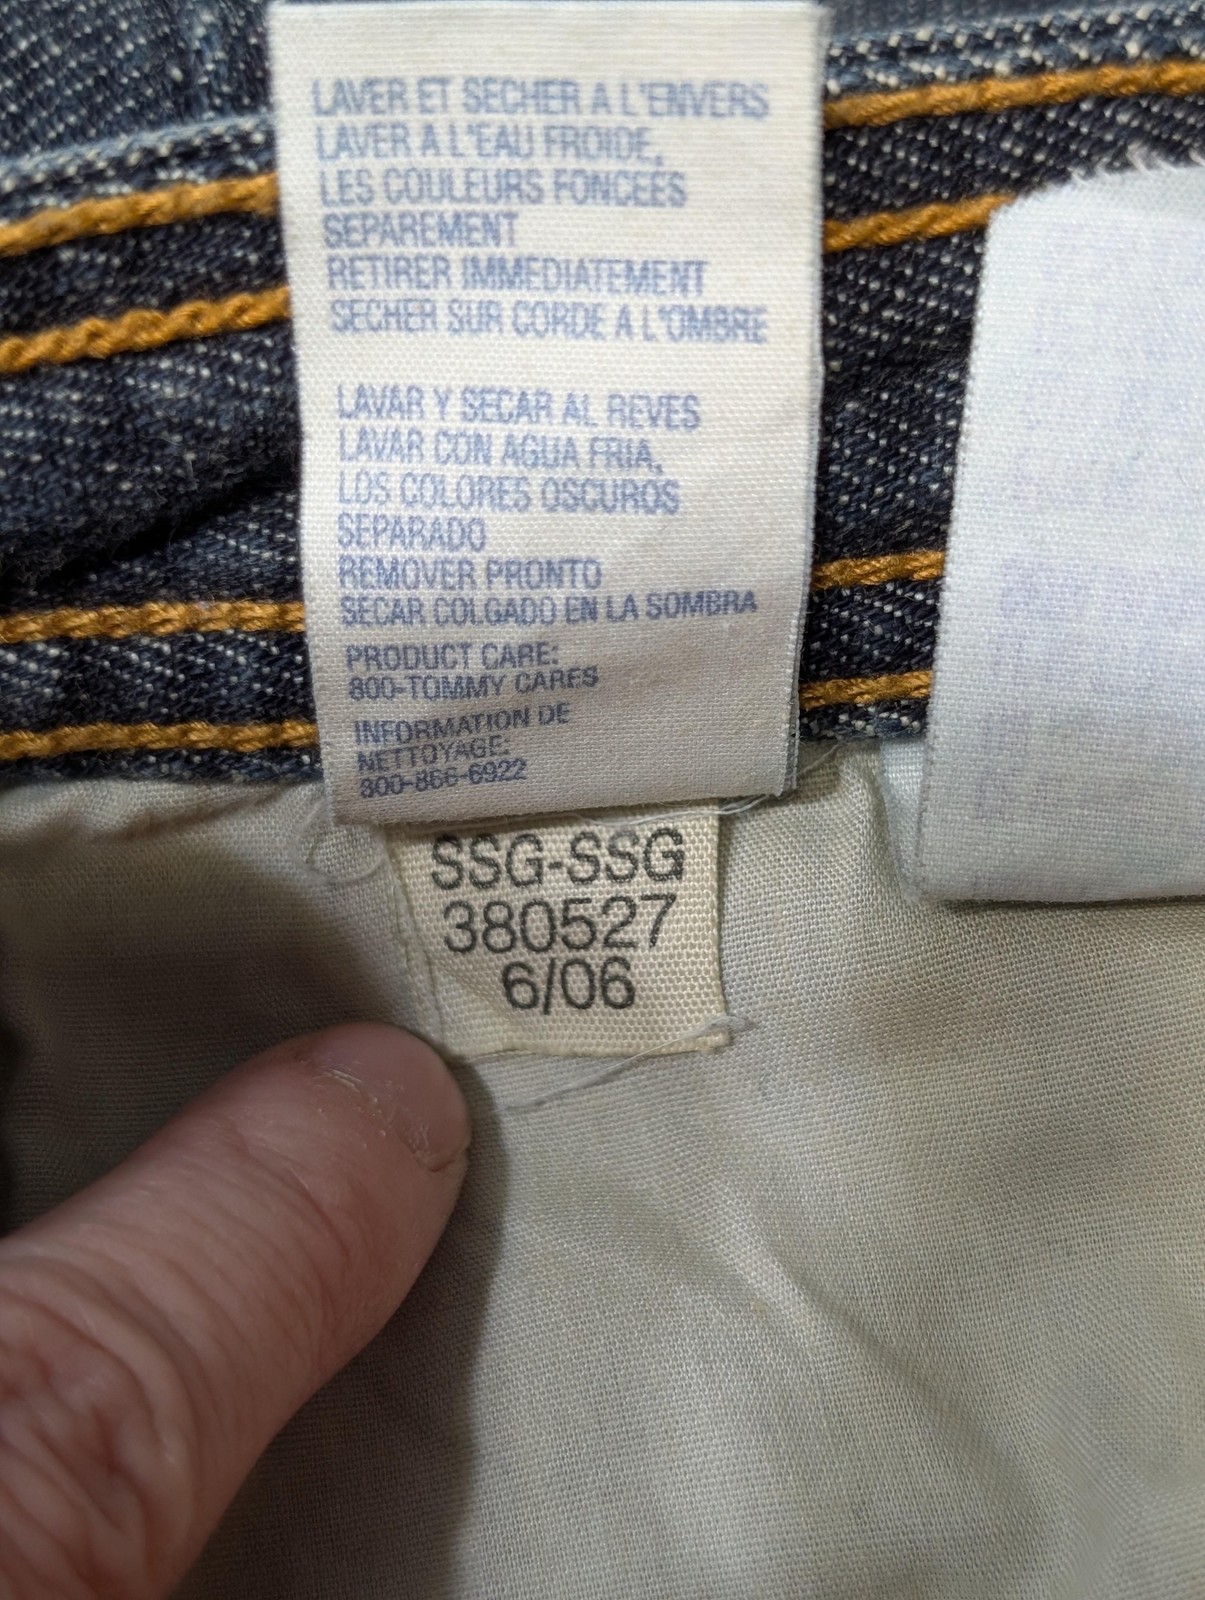 LAVER ET SECHER A L'ENVERS
LAVER A L'EAU FROIDE,
LES COULEURS FONCEES
SEPAREMENT
RETIRER IMMEDIATEMENT
SECHER SUR CORDE A L'OMBRE
LAVAR Y SECAR AL REVES
LAVAR CON AGUA FRIA,
LOS COLORES OSCUROS
SEPARADO
REMOVER PRONTO
SECAR COLGADO EN LA SOMBRA
PRODUCT CARE:
800-TOMMY CARES
INFORMATION DE
NETTOYAGE:
800-866-6922
SSG-SSG
380527
6/06